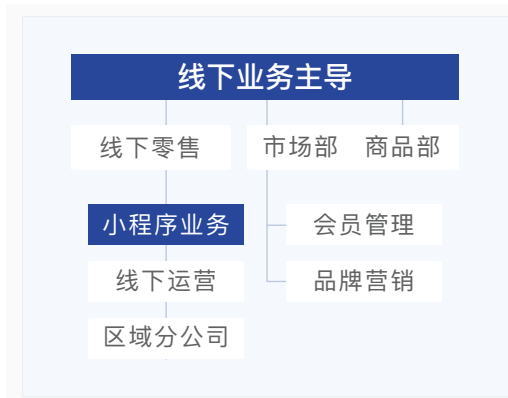 线下业务主导
线下零售 市场部 商品部
小程序业务 会员管理
线下运营 品牌营销
区域分公司